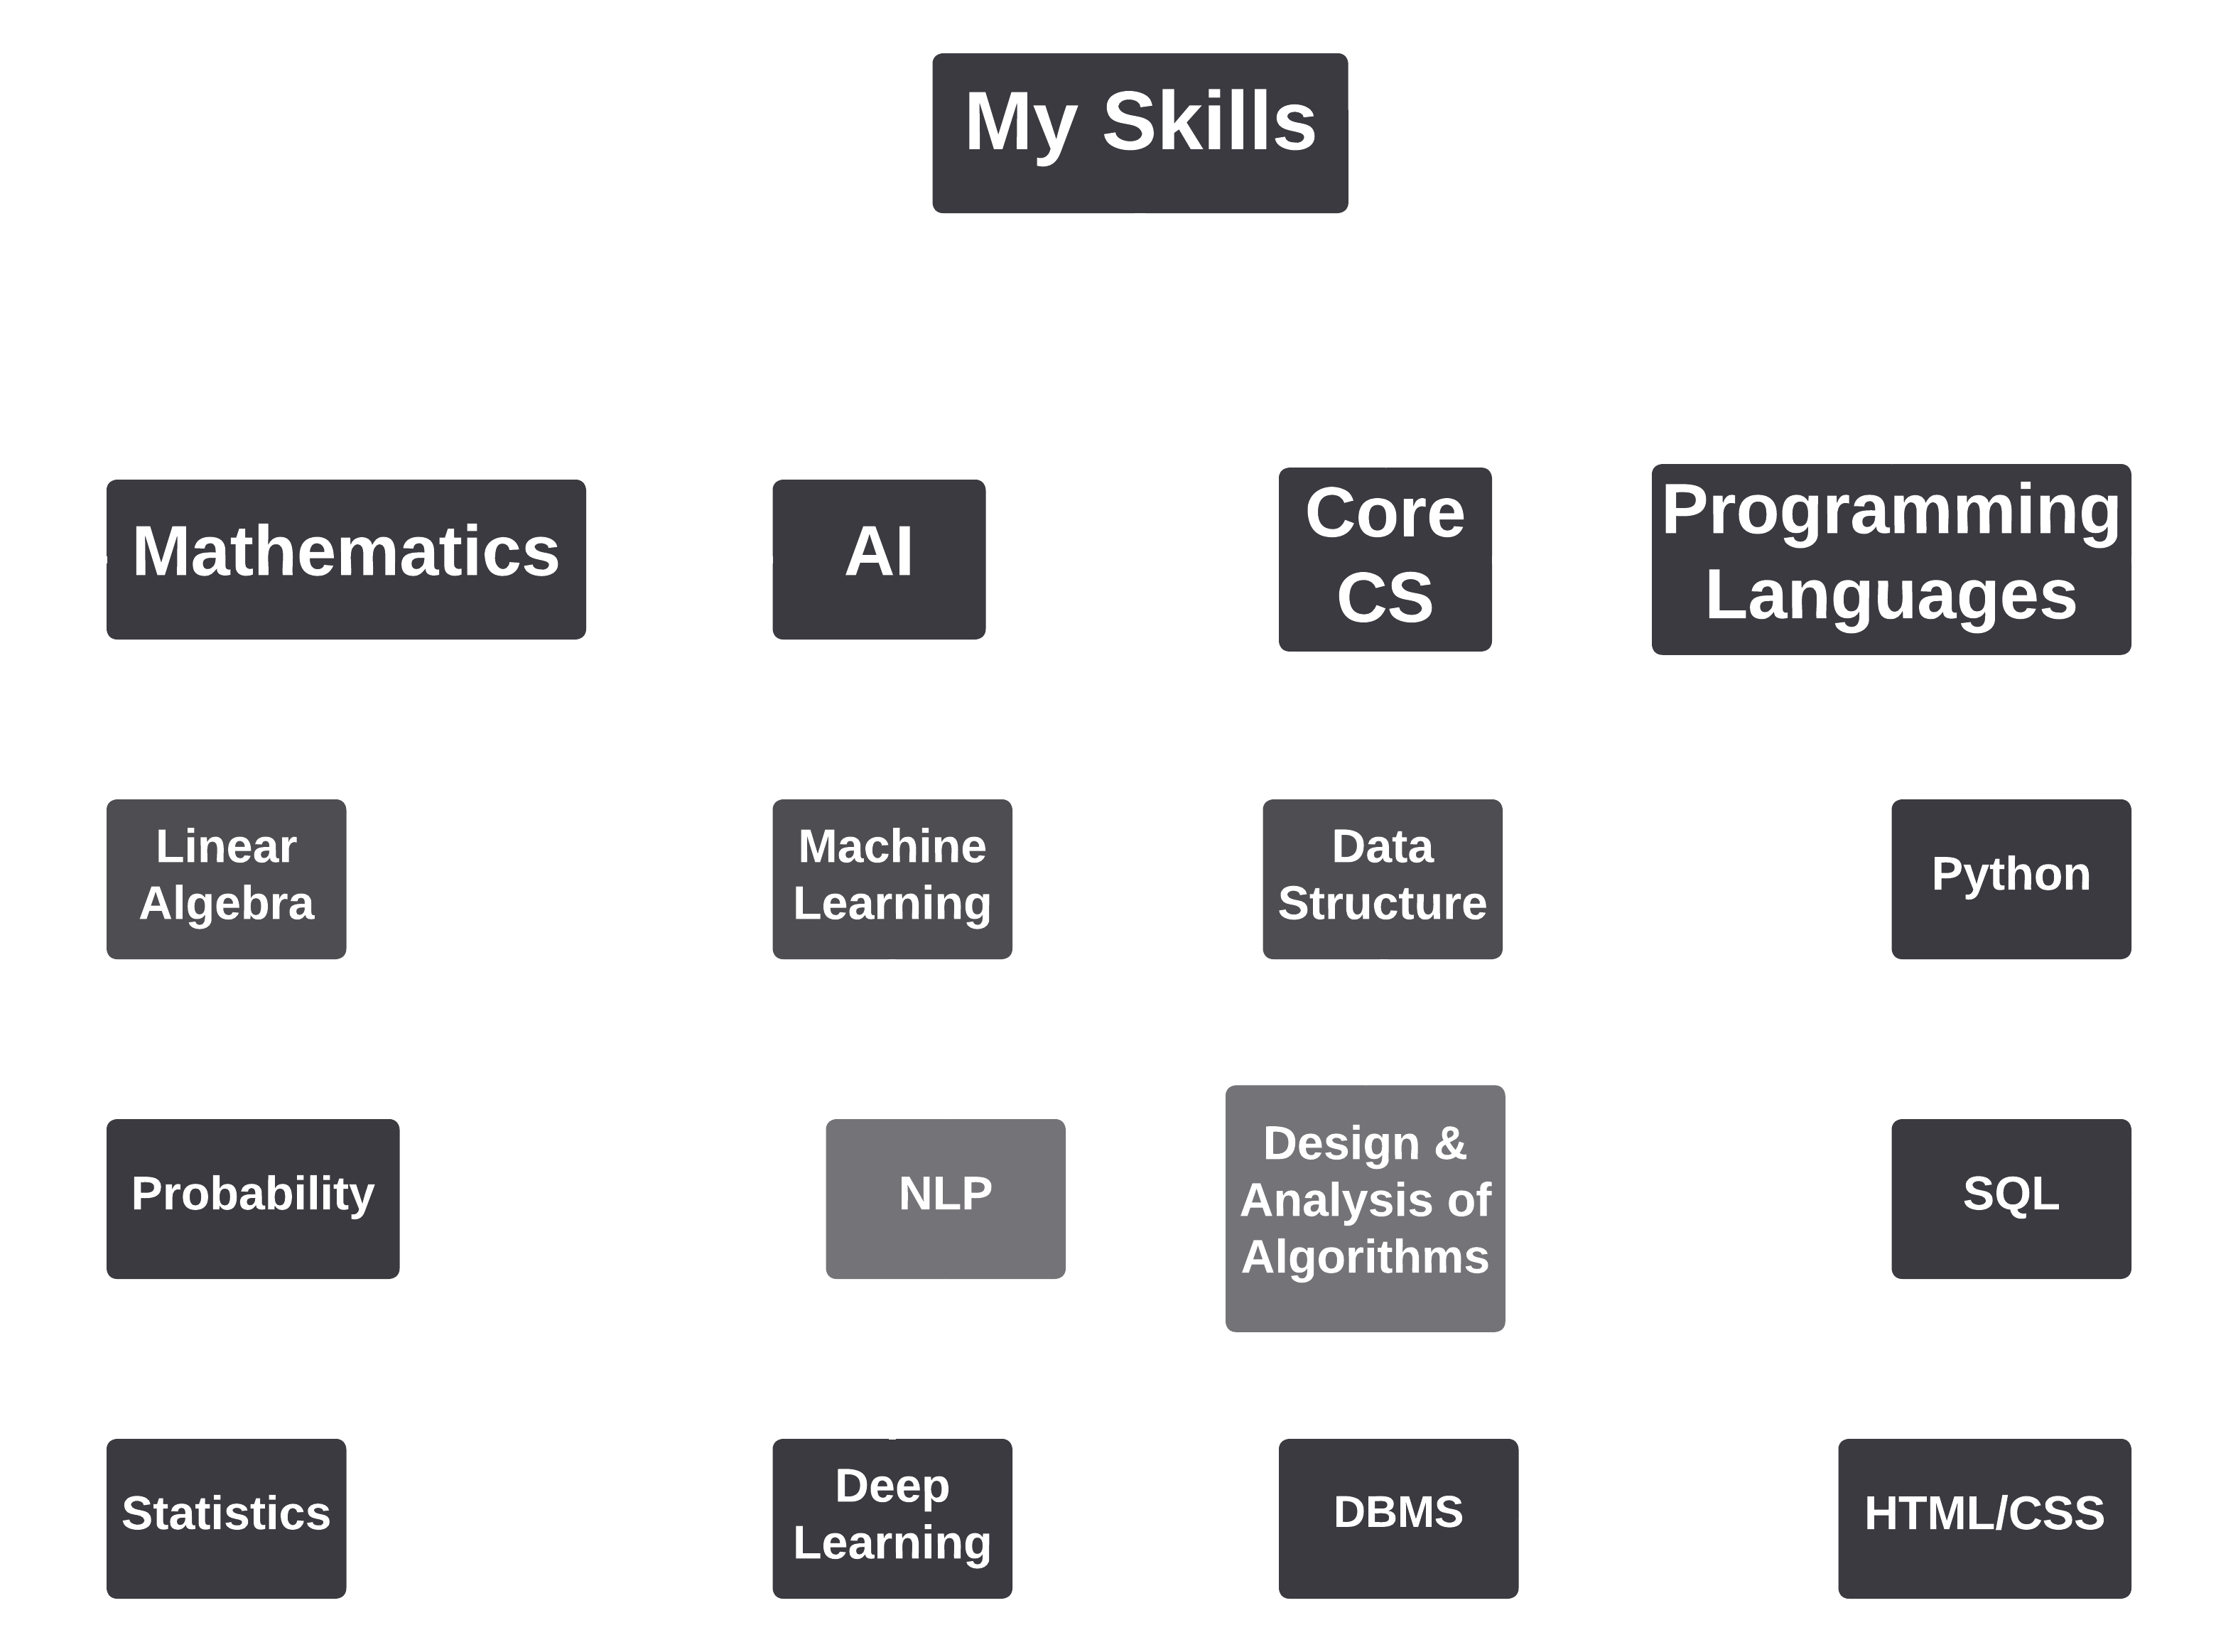 My Skills
Mathematics
AI
Core
CS
Programming
Languages
Linear
Algebra
Machine
Learning
Data
Structure
Python
Probability
NLP
Design &
Analysis of
Algorithms
SQL
Statistics
Deep
Learning
DBMS
HTML/CSS